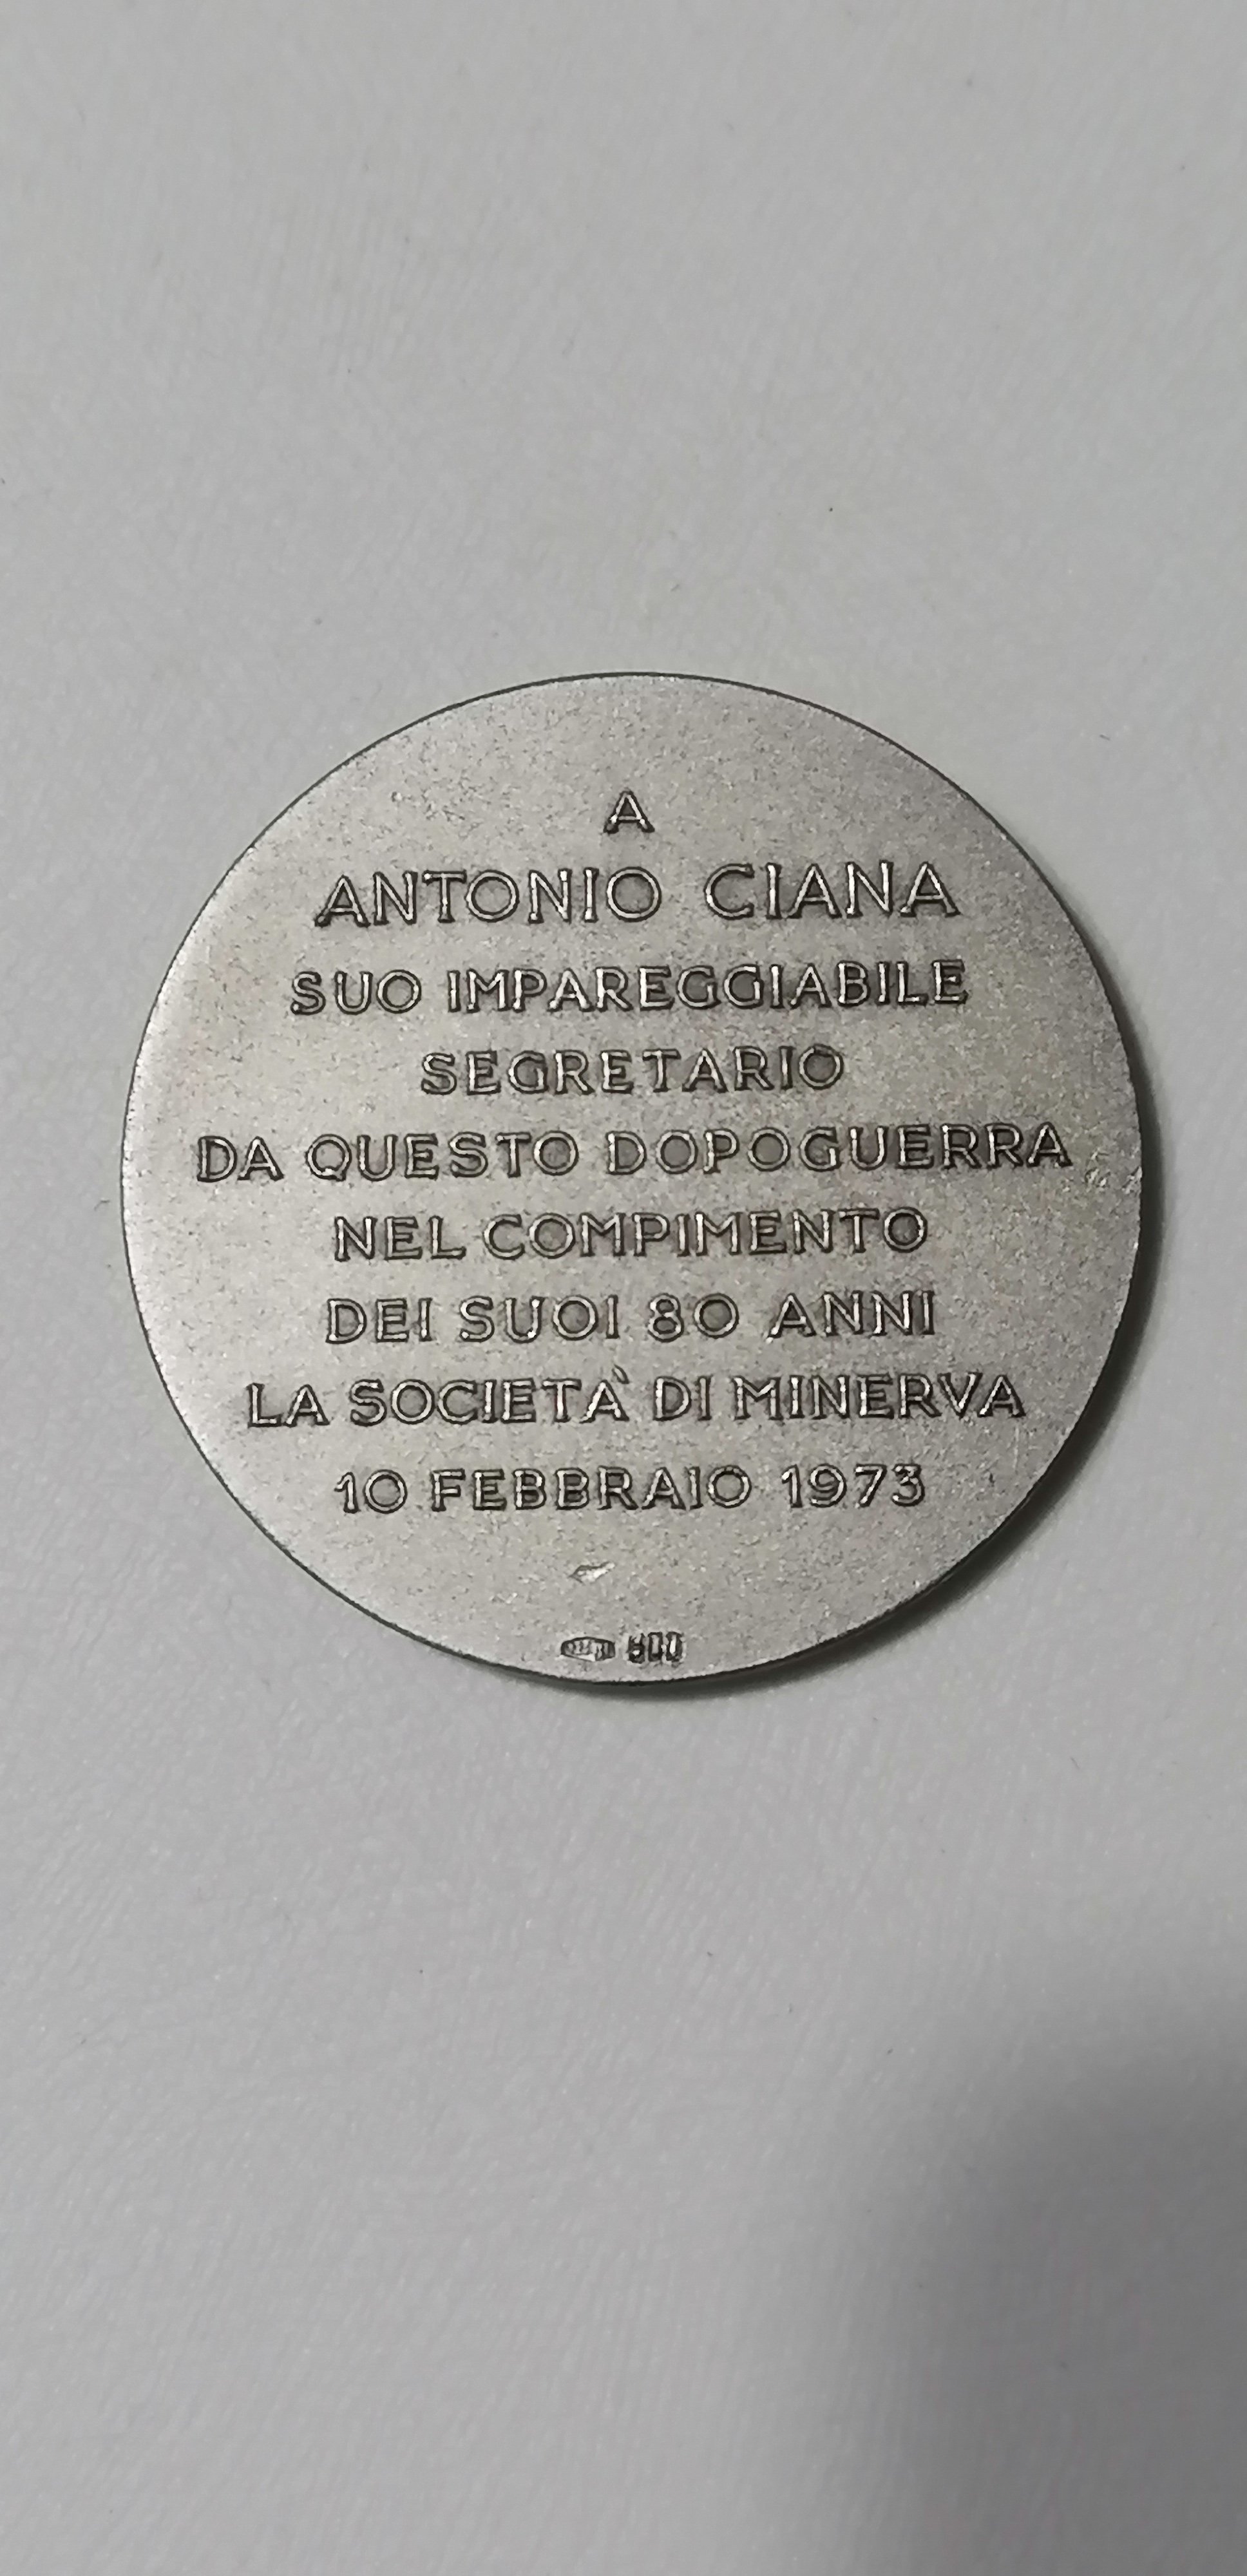 A
ANTONIO CIANA
SUO IMPAREGGIABILE
SEGRETARIO
DA QUESTO DOPOGUERRA
NEL COMPIMENTO
DEI SUOI 80 ANNI
LA SOCIETÀ DI MINERVA
10 FEBBRAIO 1973